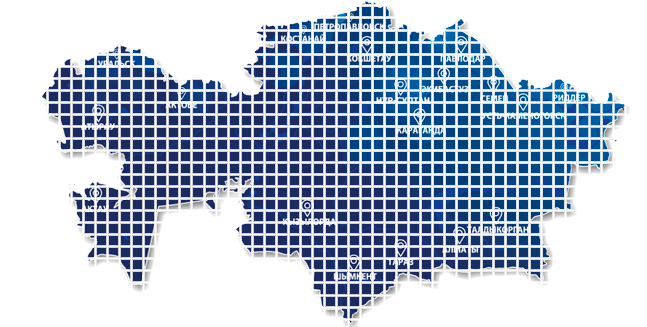 ПЕТРОПАВЛОВСК
КОСТАНАЙ
КОКШЕТАУ
ПАВЛОДАР
УРАЛЬСК
ЭКИБАСТУЗ
АКТОБЕ
НУР-СУЛТАН
СЕМЕЙ
РИДДЕР
УСТЬ-КАМЕНОГОРСК
АТЫРАУ
КАРАГАНДА
АКТАУ
КЫЗЫЛОРДА
ТАЛДЫКОРГАН
АЛМАТЫ
ТАРАЗ
ШЫМКЕНТ